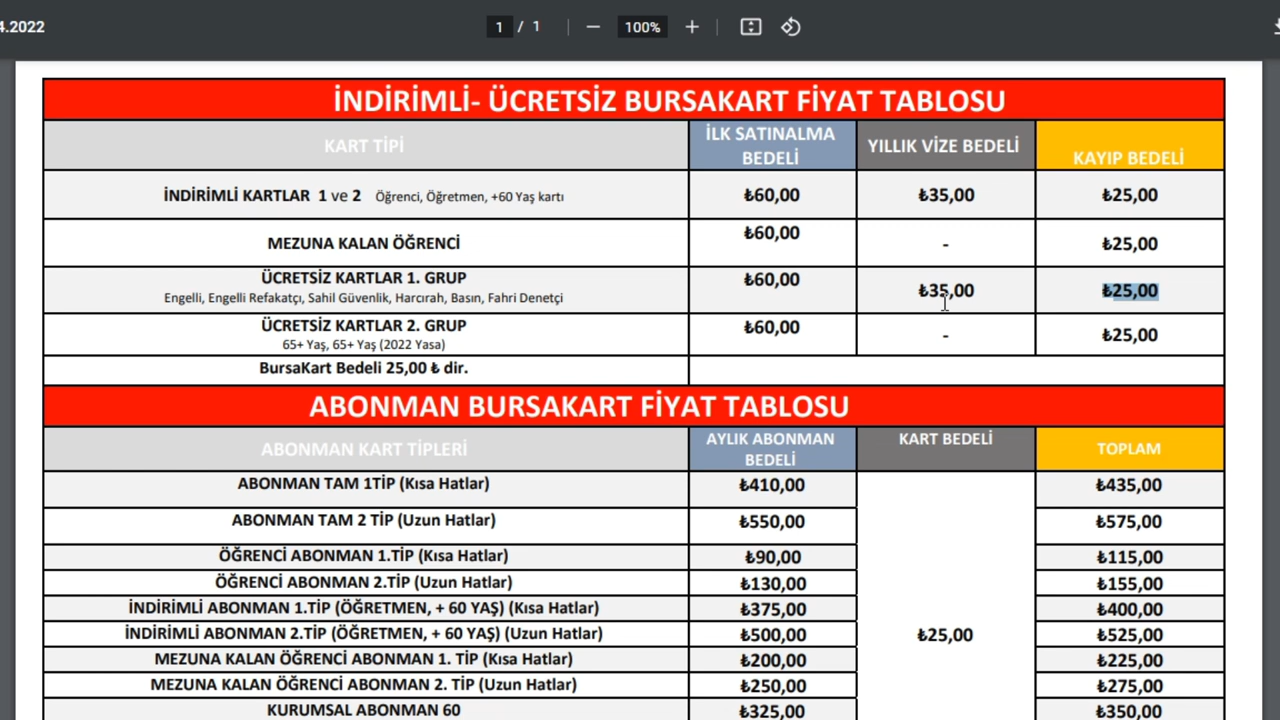 4.2022
1 / 1
100%
İNDİRİMLİ- ÜCRETSİZ BURSAKART FİYAT TABLOSU
KART TİPİ
İLK SATINALMA
BEDELİ
YILLIK VİZE BEDELİ
KAYIP BEDELİ
İNDİRİMLİ KARTLAR 1 ve 2 Öğrenci, Öğretmen, +60 Yaş kartı
₺60,00
₺35,00
₺25,00
MEZUNA KALAN ÖĞRENCİ
₺60,00
-
₺25,00
ÜCRETSİZ KARTLAR 1. GRUP
Engelli, Engelli Refakatçı, Sahil Güvenlik, Harcırah, Basın, Fahri Denetçi
₺60,00
₺35,00
₺25,00
ÜCRETSİZ KARTLAR 2. GRUP
65+ Yaş, 65+ Yaş (2022 Yasa)
₺60,00
-
₺25,00
BursaKart Bedeli 25,00 ₺ dir.
ABONMAN BURSAKART FİYAT TABLOSU
ABONMAN KART TİPLERİ
AYLIK ABONMAN
BEDELİ
KART BEDELİ
TOPLAM
ABONMAN TAM 1TİP (Kısa Hatlar)
₺410,00
₺435,00
ABONMAN TAM 2 TİP (Uzun Hatlar)
₺550,00
₺575,00
ÖĞRENCİ ABONMAN 1.TİP (Kısa Hatlar)
₺90,00
₺115,00
ÖĞRENCİ ABONMAN 2.TİP (Uzun Hatlar)
₺130,00
₺155,00
İNDİRİMLİ ABONMAN 1.TİP (ÖĞRETMEN, + 60 YAŞ) (Kısa Hatlar)
₺375,00
₺400,00
İNDİRİMLİ ABONMAN 2.TİP (ÖĞRETMEN, + 60 YAŞ) (Uzun Hatlar)
₺500,00
₺25,00
₺525,00
MEZUNA KALAN ÖĞRENCİ ABONMAN 1. TİP (Kısa Hatlar)
₺200,00
₺225,00
MEZUNA KALAN ÖĞRENCİ ABONMAN 2. TİP (Uzun Hatlar)
₺250,00
₺275,00
KURUMSAL ABONMAN 60
₺325,00
₺350,00